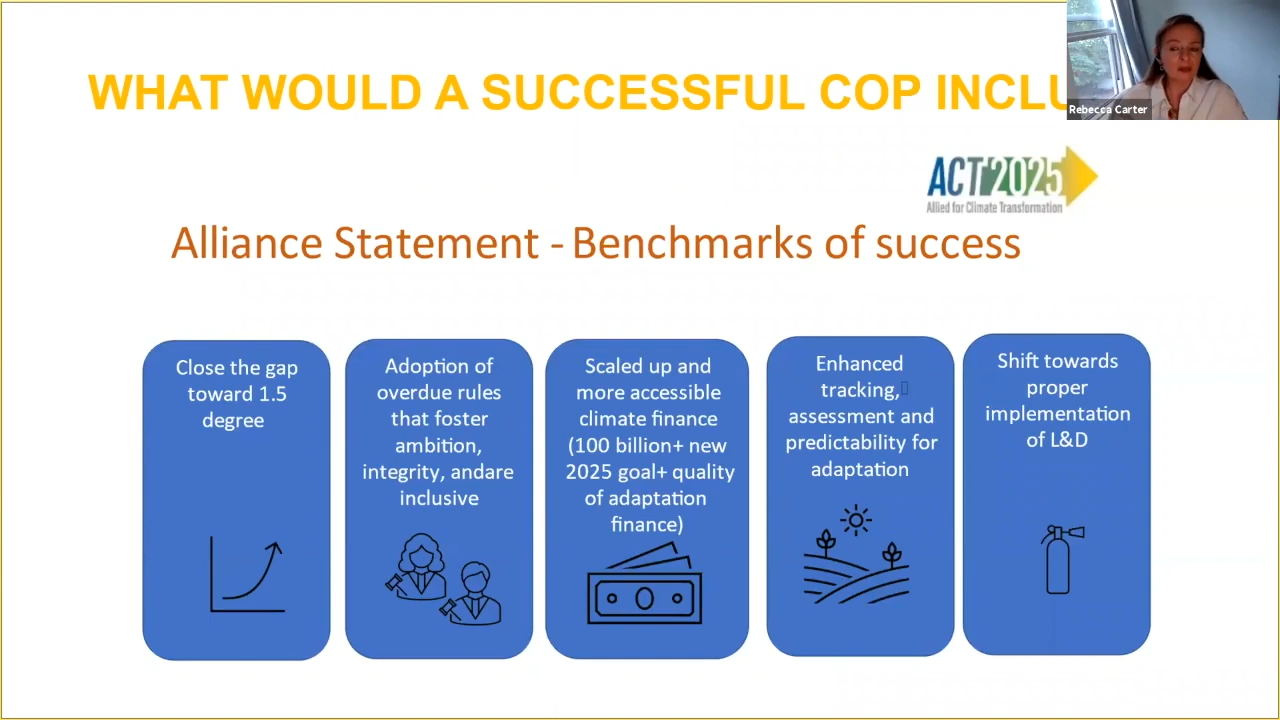 WHAT WOULD A SUCCESSFUL COP INCLU
Rebecca Carter
ACT2025
Allied for Climate Transformation
Alliance Statement - Benchmarks of success
Close the gap
toward 1.5
degree
Adoption of
overdue rules
that foster
ambition,
integrity, andare
inclusive
Scaled up and
more accessible
climate finance
(100 billion+ new
2025 goal+ quality
of adaptation
finance)
Enhanced
tracking,
assessment and
predictability for
adaptation
Shift towards
proper
implementation
of L&D